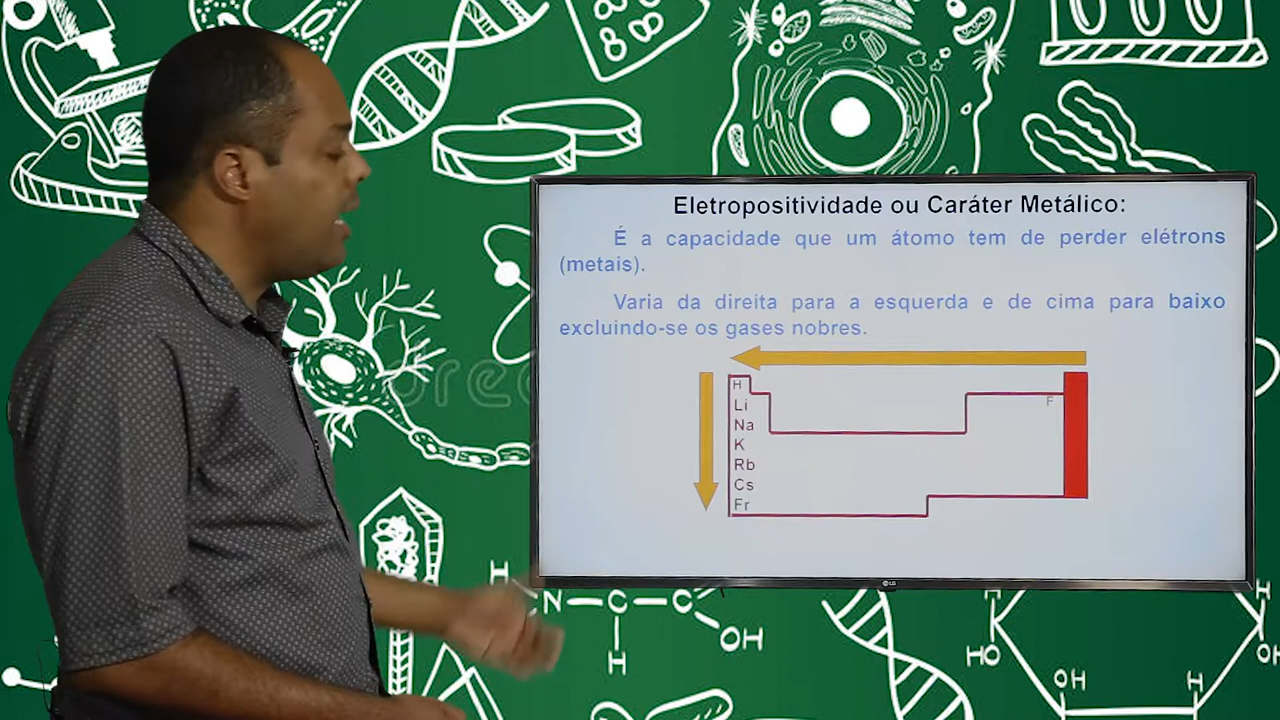 Eletropositividade ou Caráter Metálico:
É a capacidade que um átomo tem de perder elétrons
(metais).
Varia da direita para a esquerda e de cima para baixo
excluindo-se os gases nobres.
H
F
Li
Na
K
Rb
Cs
Fr
LG
H
N C C
OH
H
H
H
HO
OH
OH
H